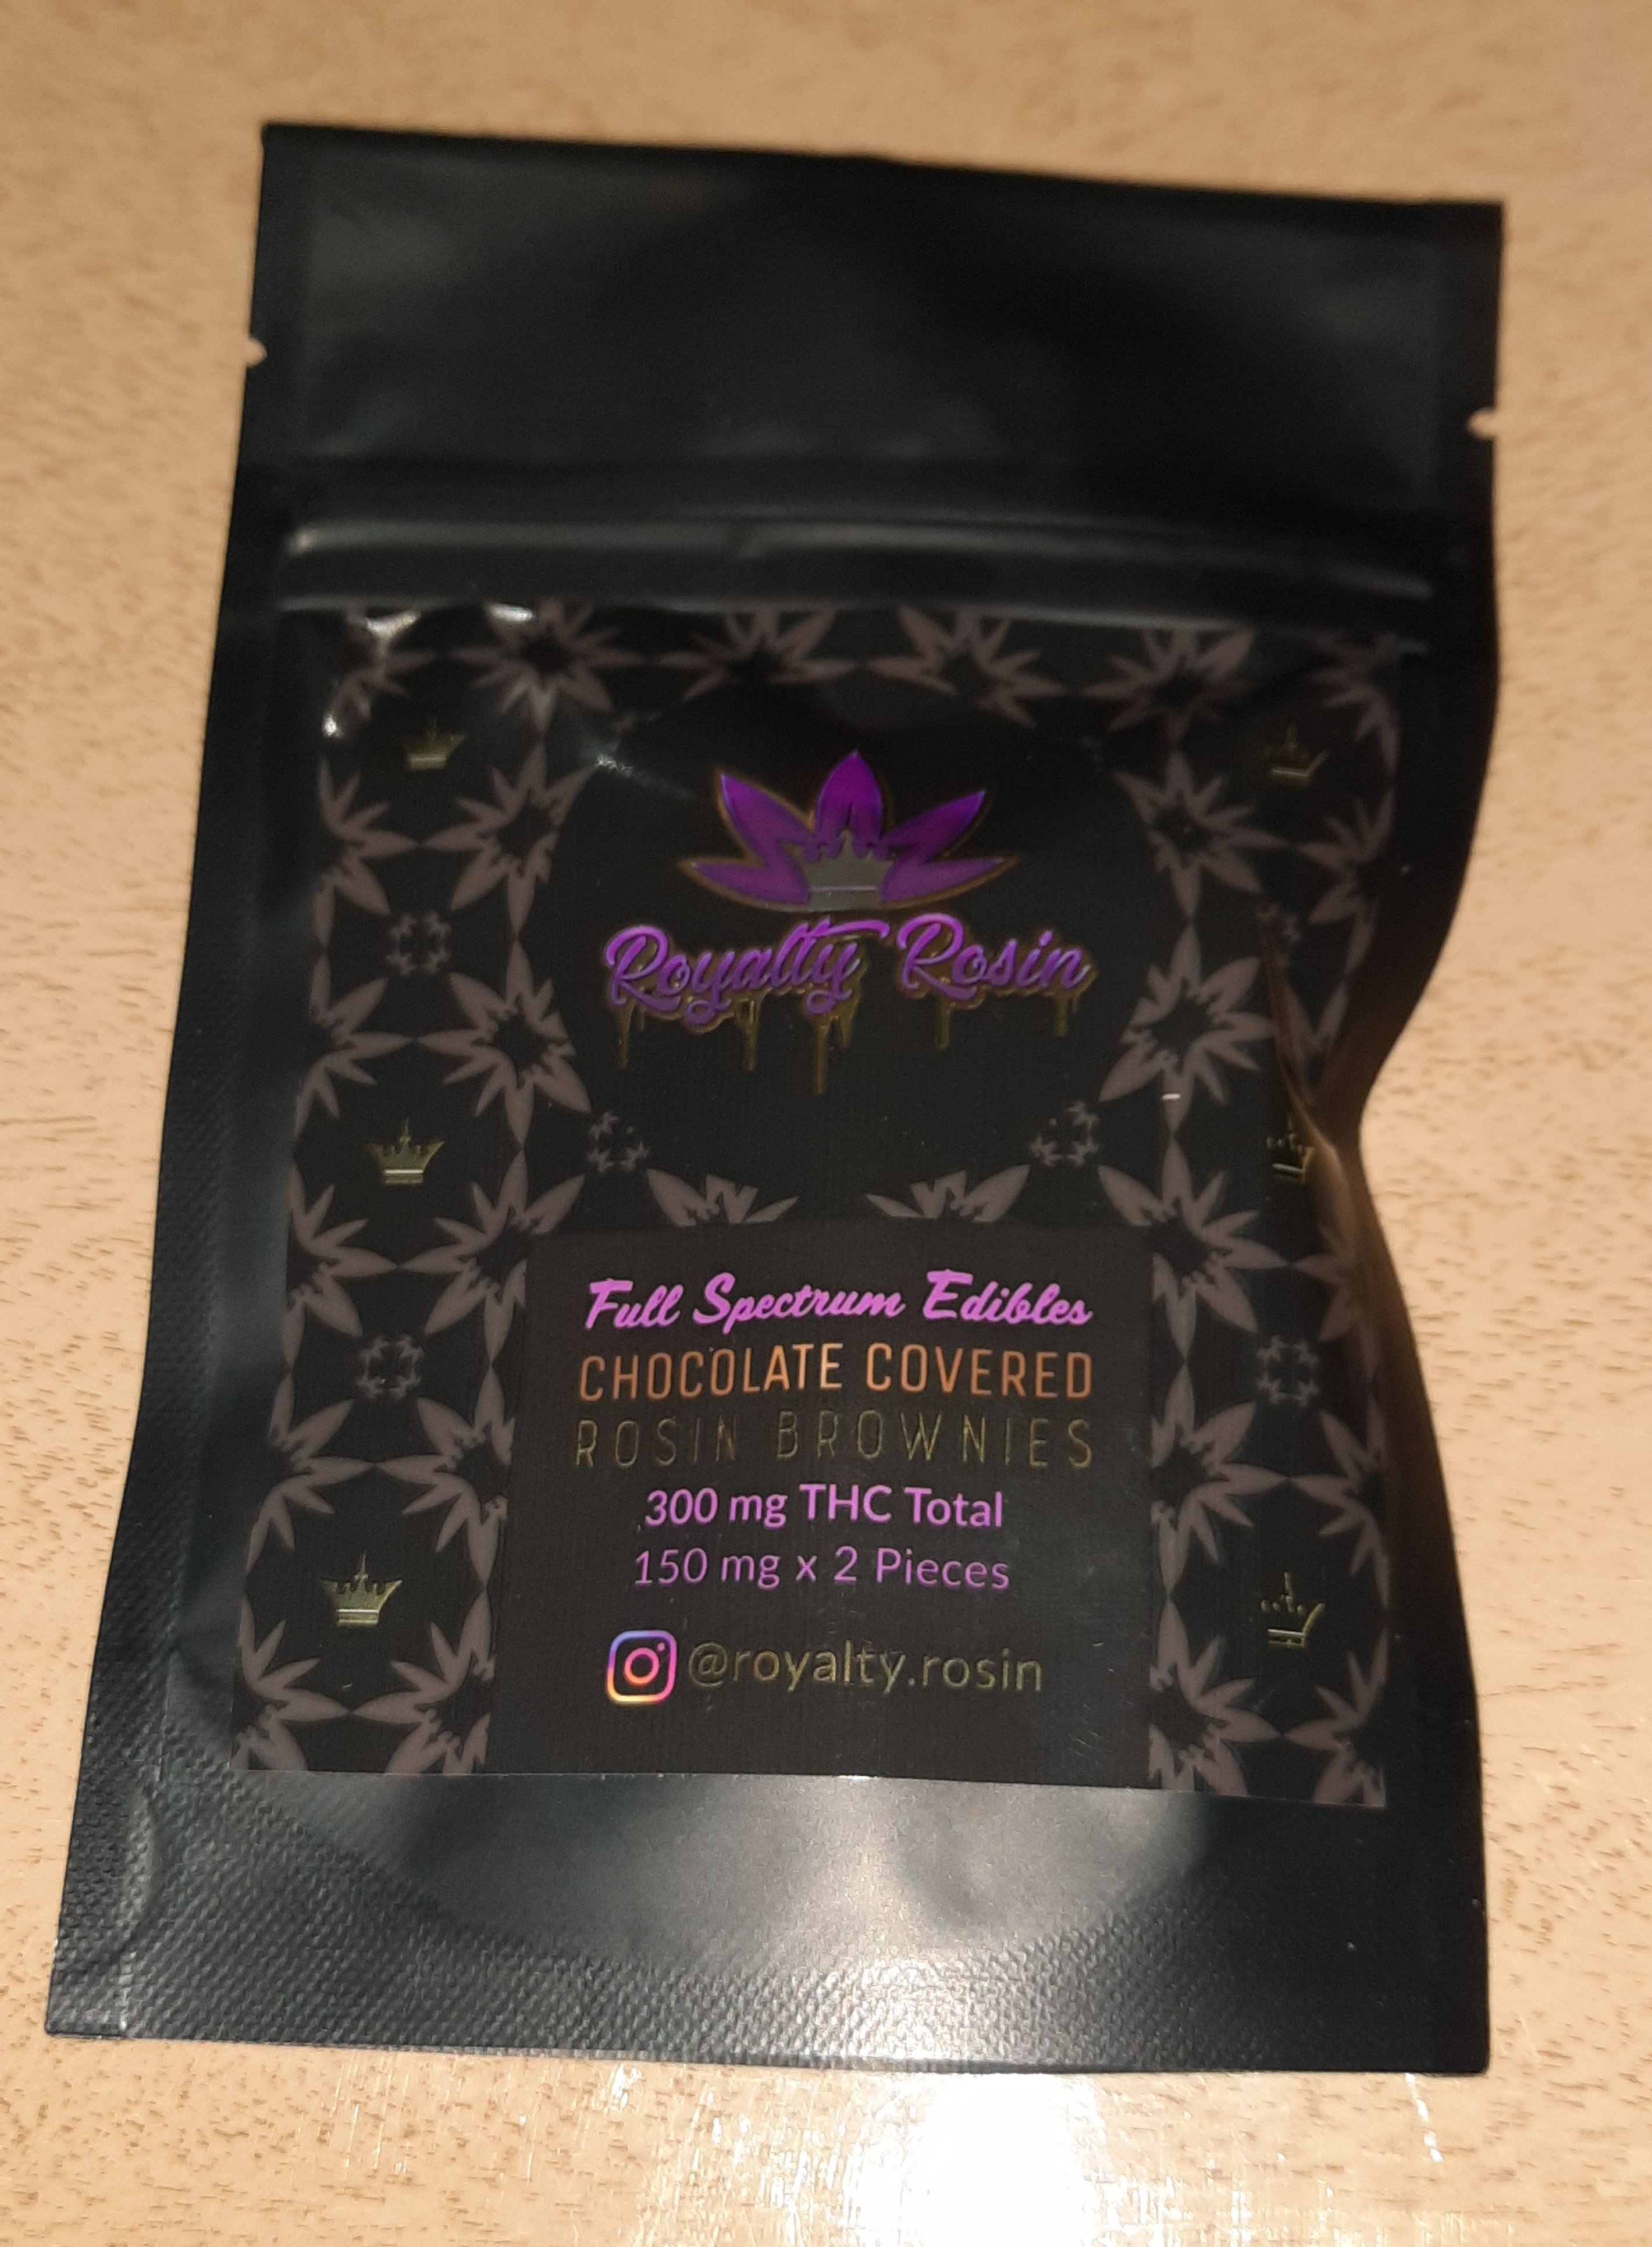 Royalty Rosin
Full Spectrum Edibles
CHOCOLATE COVERED
ROSIN BROWNIES
300 mg THC Total
150 mg x 2 Pieces
@royalty.rosin